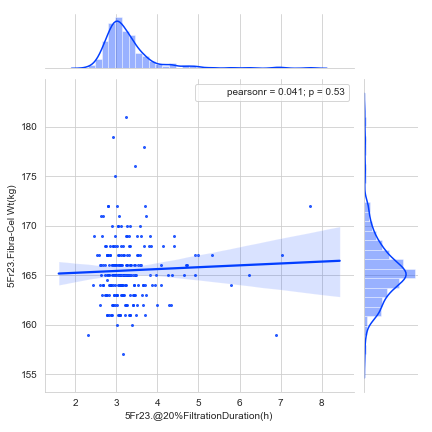 pearsonr = 0.041; p = 0.53
180
175
170
165
160
155
5Fr23.Fibra-Cel Wt(kg)
2 3 4 5 6 7 8
5Fr23.@20%FiltrationDuration(h)